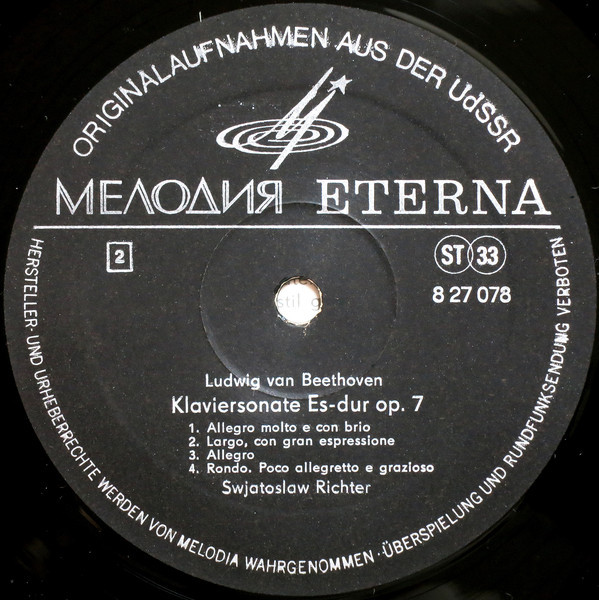 ORIGINALAUFNAHMEN AUS DER UdSSR
МЕЛОДИЯ ETERNA
2
ST 33
8 27 078
Ludwig van Beethoven
Klaviersonate Es-dur op. 7
1. Allegro molto e con brio
2. Largo, con gran espressione
3. Allegro
4. Rondo. Poco allegretto e grazioso
Swjatoslaw Richter
HERSTELLER- UND URHEBERRECHTE WERDEN VON MELODIA WAHRGENOMMEN · ÜBERSPIELUNG UND RUNDFUNKSENDUNG VERBOTEN